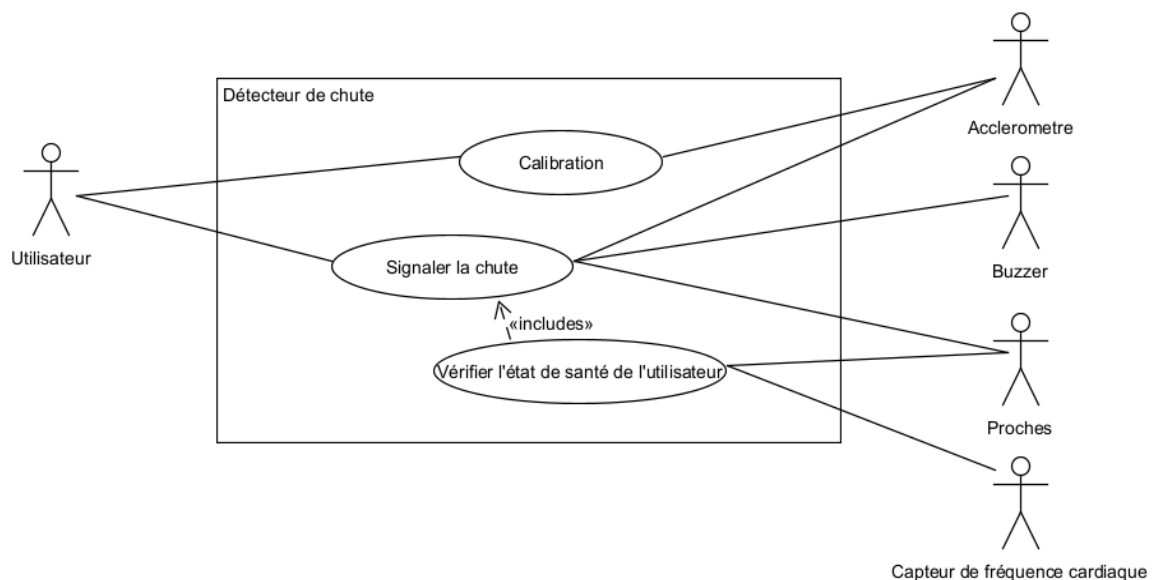 Détecteur de chute
Acclerometre
Calibration
Utilisateur
Signaler la chute
Buzzer
«includes»
Vérifier l'état de santé de l'utilisateur
Proches
Capteur de fréquence cardiaque